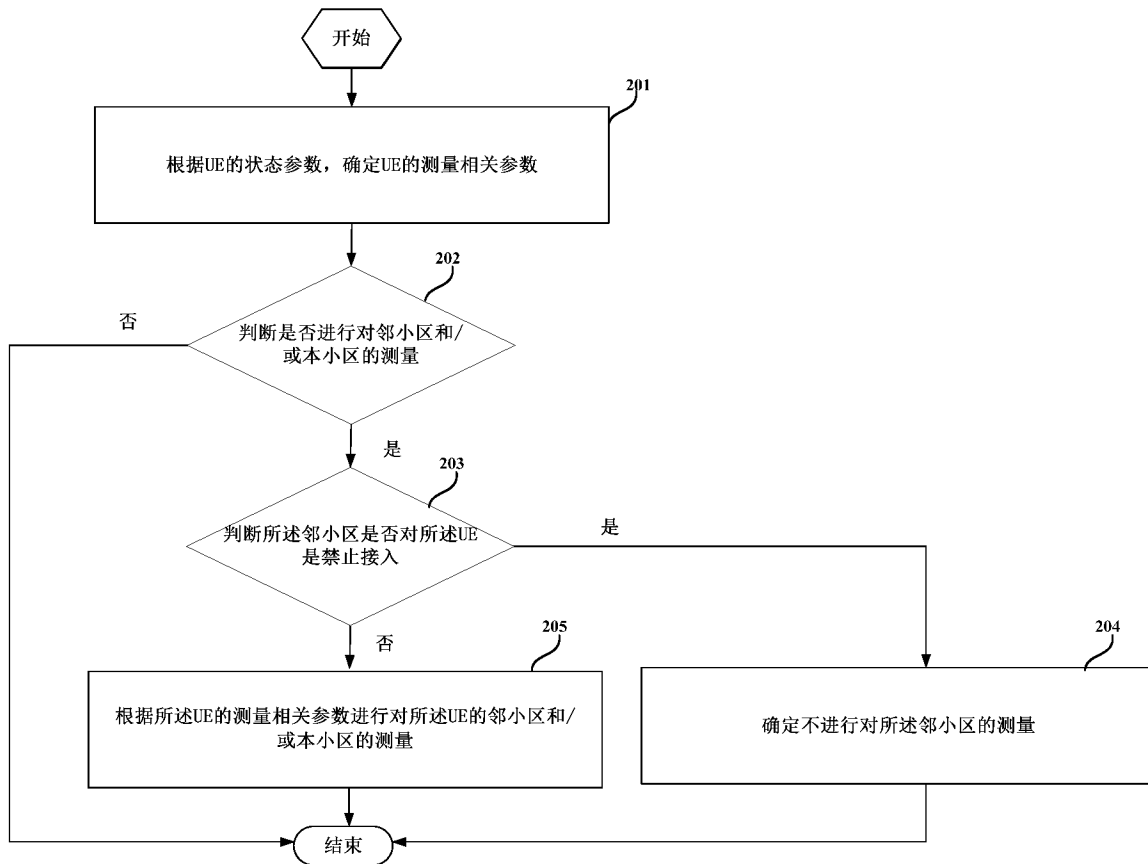 开始
201
根据UE的状态参数，确定UE的测量相关参数
202
否
判断是否进行对邻小区和/
或本小区的测量
是
203
判断所述邻小区是否对所述UE
是禁止接入
是
否
205
204
根据所述UE的测量相关参数进行对所述UE的邻小区和/
或本小区的测量
确定不进行对所述邻小区的测量
结束